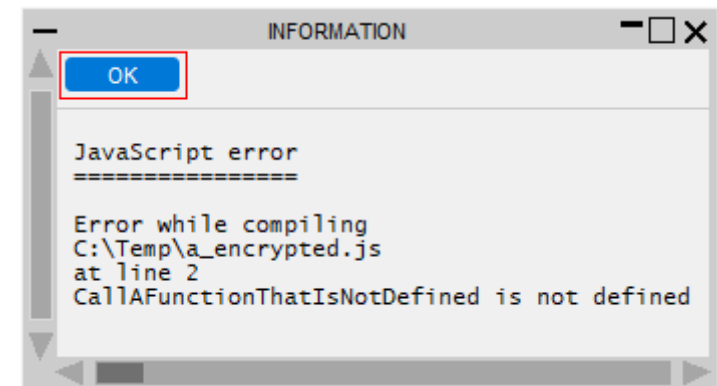 INFORMATION
OK
JavaScript error
================
Error while compiling
C:\Temp\a_encrypted.js
at line 2
CallAFunctionThatIsNotDefined is not defined